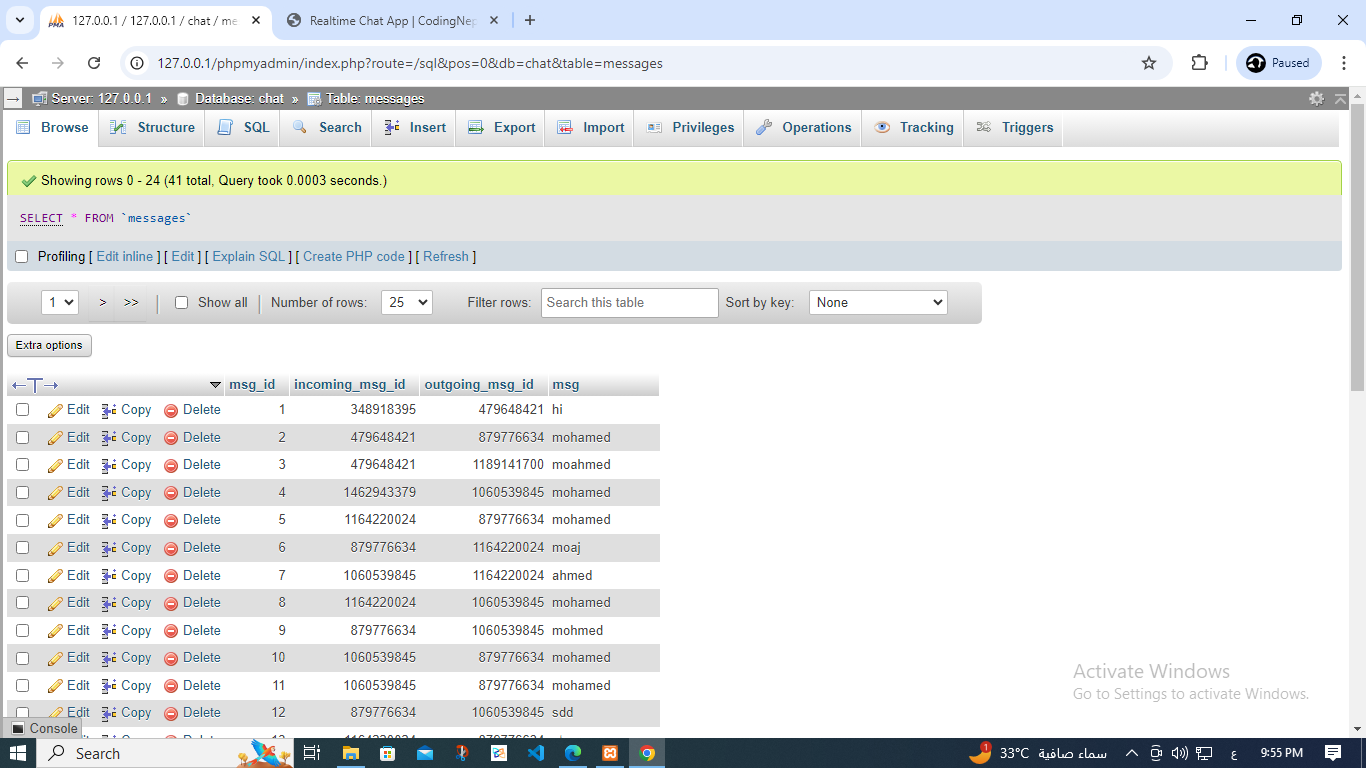 127.0.0.1 / 127.0.0.1 / chat / me
Realtime Chat App | CodingNep
127.0.0.1/phpmyadmin/index.php?route=/sql&pos=0&db=chat&table=messages
Paused
Server: 127.0.0.1 » Database: chat » Table: messages
Browse Structure SQL Search Insert Export Import Privileges Operations Tracking Triggers
Showing rows 0 - 24 (41 total, Query took 0.0003 seconds.)
SELECT * FROM `messages`
Profiling [ Edit inline ] [ Edit ] [ Explain SQL ] [ Create PHP code ] [ Refresh ]
1 > >> Show all Number of rows: 25 Filter rows: Search this table Sort by key: None
Extra options
msg_id incoming_msg_id outgoing_msg_id msg
Edit Copy Delete 1 348918395 479648421 hi
Edit Copy Delete 2 479648421 879776634 mohamed
Edit Copy Delete 3 479648421 1189141700 moahmed
Edit Copy Delete 4 1462943379 1060539845 mohamed
Edit Copy Delete 5 1164220024 879776634 mohamed
Edit Copy Delete 6 879776634 1164220024 moaj
Edit Copy Delete 7 1060539845 1164220024 ahmed
Edit Copy Delete 8 1164220024 1060539845 mohamed
Edit Copy Delete 9 879776634 1060539845 mohmed
Edit Copy Delete 10 1060539845 879776634 mohamed
Edit Copy Delete 11 1060539845 879776634 mohamed
Edit Copy Delete 12 879776634 1060539845 sdd
Activate Windows
Go to Settings to activate Windows.
Console
Search
1 33°C سماء صافية ع 9:55 PM